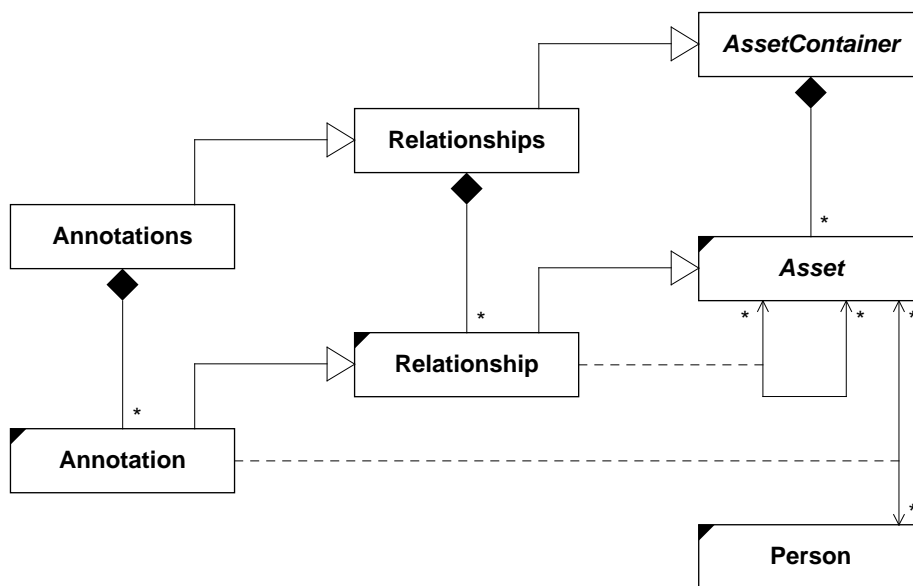 AssetContainer
Relationships
Annotations
*
Asset
*
* * *
Relationship
*
Annotation
*
Person